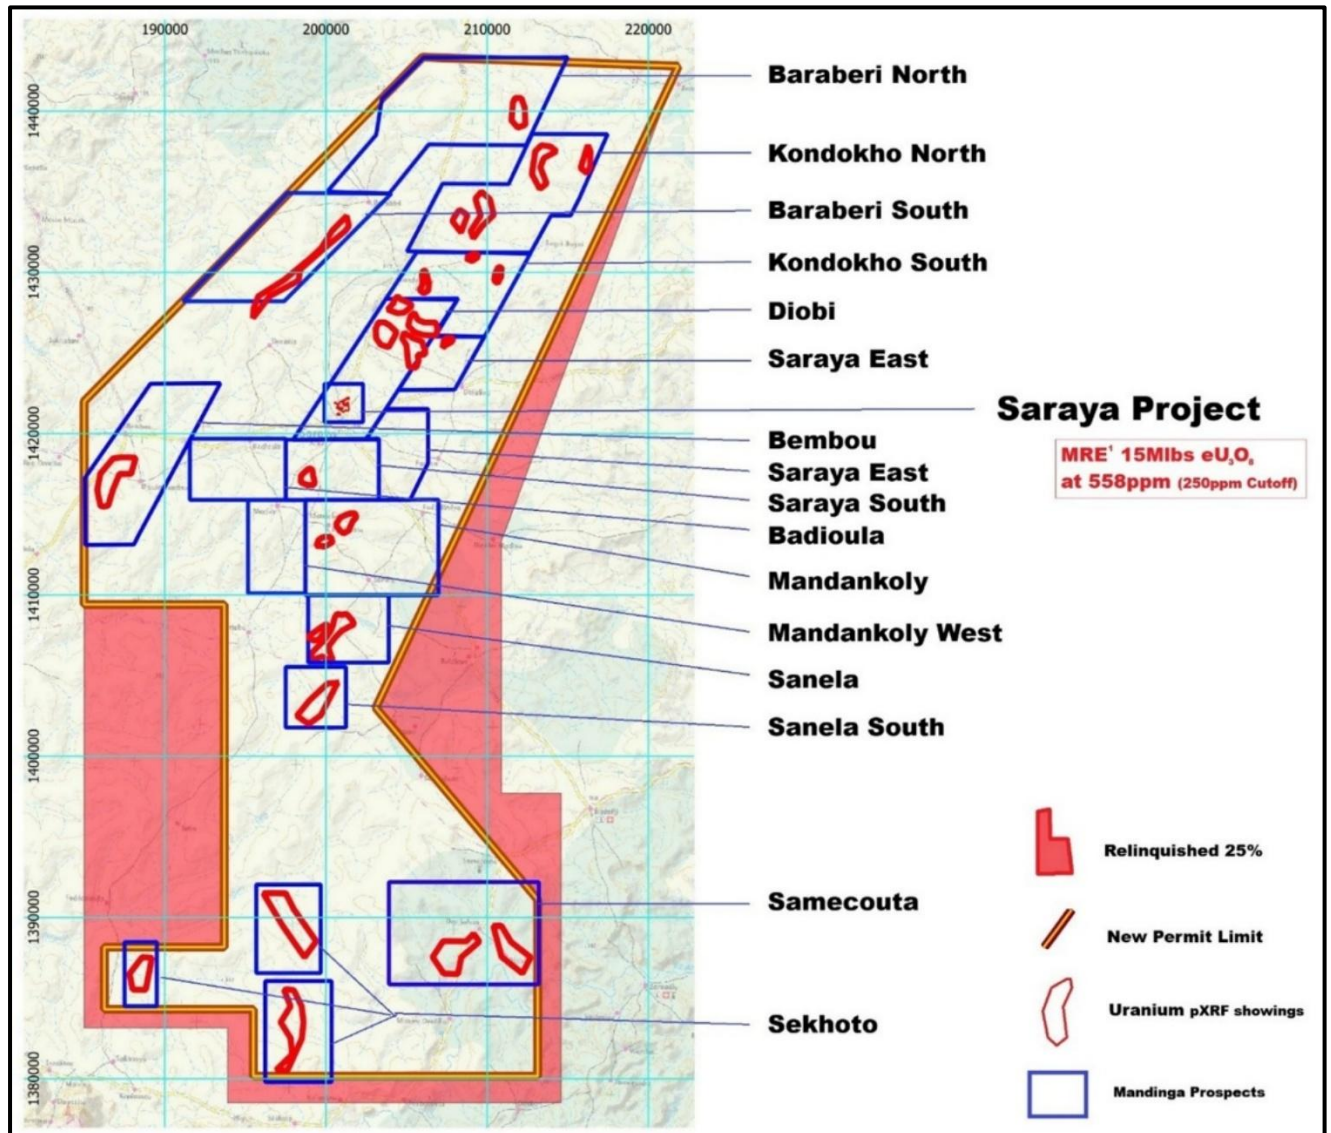 190000 200000 210000 220000
1440000
1430000
1420000
1410000
1400000
1390000
1380000
Baraberi North
Kondokho North
Baraberi South
Kondokho South
Diobi
Saraya East
Saraya Project
MRE¹ 15Mlbs eU₃O₈
at 558ppm (250ppm Cutoff)
Bembou
Saraya East
Saraya South
Badioula
Mandankoly
Mandankoly West
Sanela
Sanela South
Samecouta
Sekhoto
Relinquished 25%
New Permit Limit
Uranium pXRF showings
Mandinga Prospects